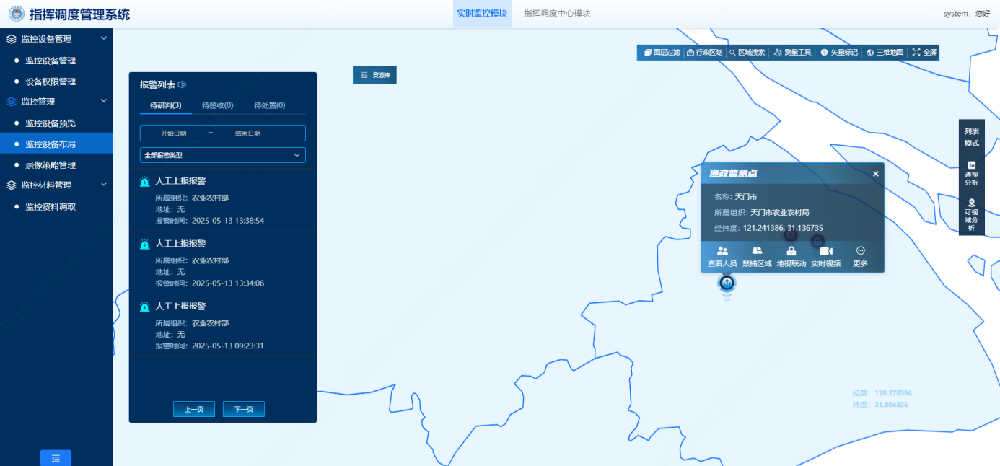 指挥调度管理系统
实时监控模块
指挥调度中心模块
system，您好
监控设备管理
监控设备管理
设备权限管理
监控管理
监控设备预览
监控设备布局
录像策略管理
监控材料管理
监控资料调取
报警列表
待研判(3) 待签收(0) 待处置(0)
开始日期 ~ 结束日期
全部报警类型
人工上报报警
所属组织：农业农村部
地址：无
报警时间：2025-05-13 13:38:54
人工上报报警
所属组织：农业农村部
地址：无
报警时间：2025-05-13 13:34:06
人工上报报警
所属组织：农业农村部
地址：无
报警时间：2025-05-13 09:23:31
上一页 下一页
资源库
图层过滤 行政区划 区域搜索 测量工具 矢量标记 三维地图 全屏
列表
模式
通视
分析
可视
域分
析
渔政监测点
名称: 天门市
所属组织: 天门市农业农村局
经纬度: 121.241386, 31.136735
查看人员 禁捕区域 地视联动 实时视频 更多
经度： 120.170584
纬度： 31.504324
303814 303814